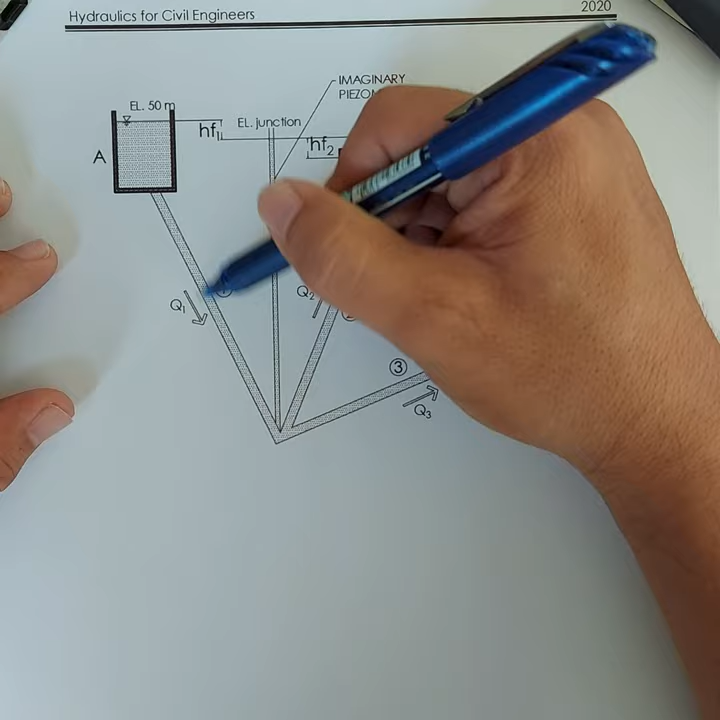 Hydraulics for Civil Engineers
2020
IMAGINARY
EL. 50 m
EL. junction
hf1
hf2
A
Q1
Q2
③
Q3